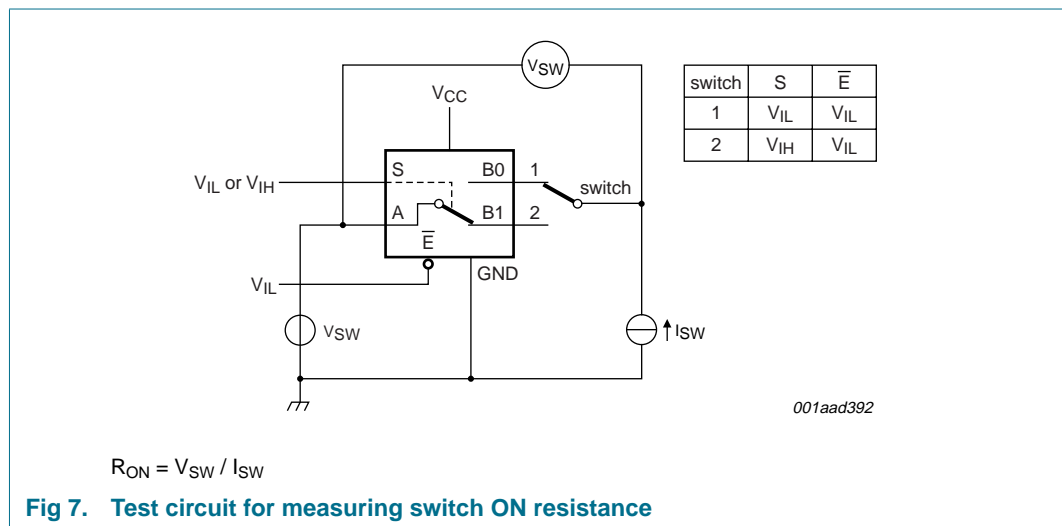 VSW
VCC
switch S E
1 VIL VIL
2 VIH VIL
S B0 1
VIL or VIH
switch
A B1 2
E
GND
VIL
VSW
ISW
001aad392
RON = VSW / ISW
Fig 7. Test circuit for measuring switch ON resistance